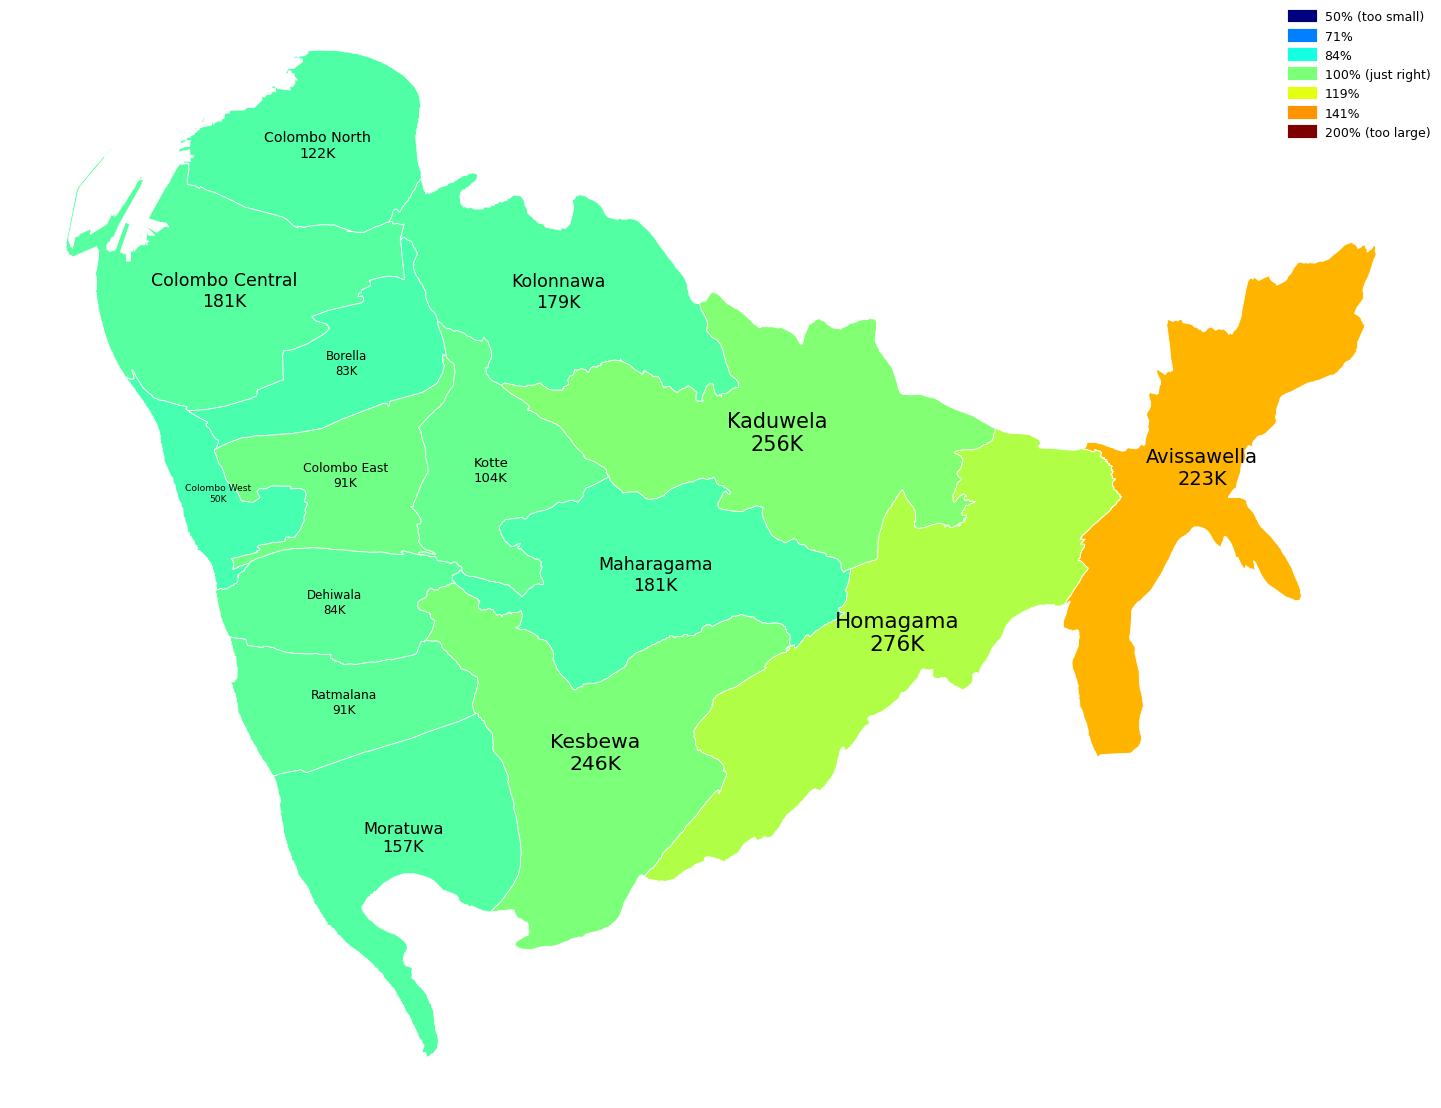 50% (too small)
71%
84%
100% (just right)
119%
141%
200% (too large)
Colombo North
122K
Colombo Central
181K
Kolonnawa
179K
Borella
83K
Kaduwela
256K
Avissawella
223K
Colombo East
91K
Kotte
104K
Colombo West
50K
Maharagama
181K
Dehiwala
84K
Homagama
276K
Ratmalana
91K
Kesbewa
246K
Moratuwa
157K